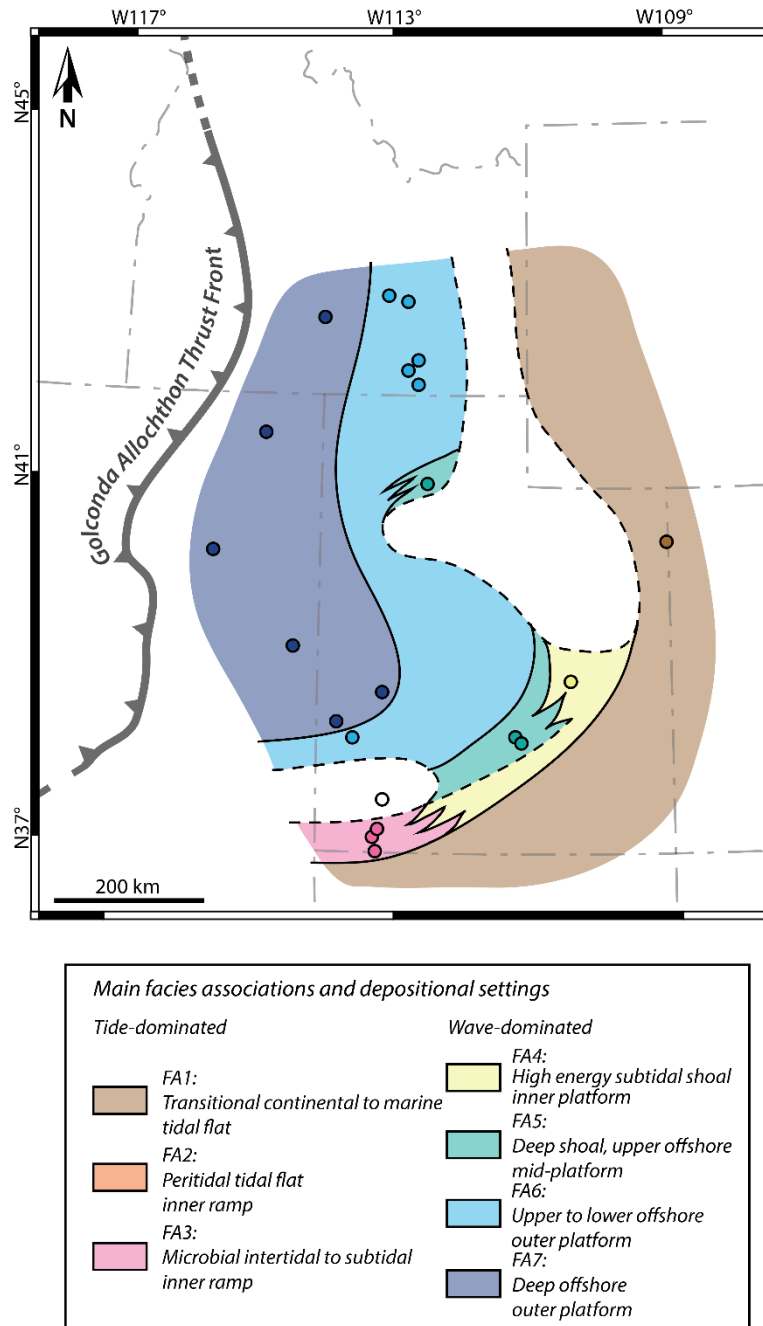 W117° W113° W109°
N45°
N
Golconda Allochthon Thrust Front
N41°
N37°
200 km
Main facies associations and depositional settings
Tide-dominated
FA1:
Transitional continental to marine
tidal flat
FA2:
Peritidal tidal flat
inner ramp
FA3:
Microbial intertidal to subtidal
inner ramp
Wave-dominated
FA4:
High energy subtidal shoal
inner platform
FA5:
Deep shoal, upper offshore
mid-platform
FA6:
Upper to lower offshore
outer platform
FA7:
Deep offshore
outer platform